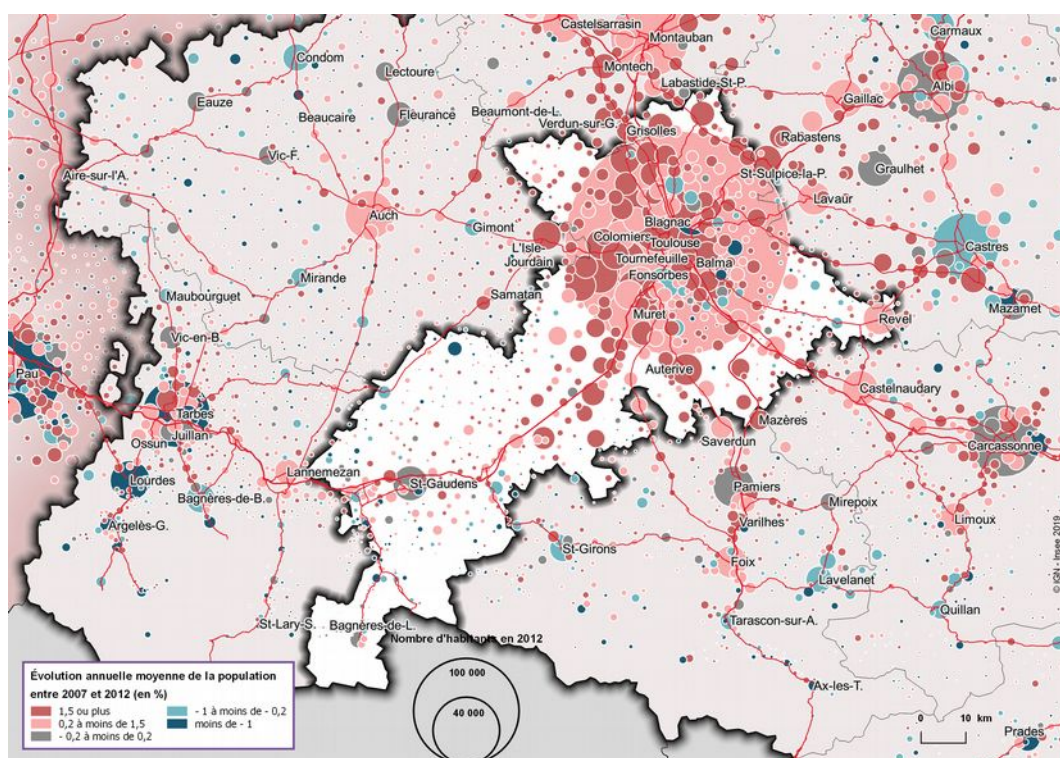 Castelsarrasin
Carmaux
Montauban
Condom
Lectoure
Montech
Labastide-St-P.
Albi
Gaillac
Eauze
Beaucaire
Fleurance
Beaumont-de-L.
Verdun-sur-G.
Grisolles
Rabastens
Vic-F.
Graulhet
Aire-sur-l'A.
St-Sulpice-la-P.
Lavaur
Auch
Blagnac
Gimont
Colomiers
Toulouse
L'Isle-
Jourdain
Castres
Tournefeuille
Balma
Fonsorbes
Mirande
Maubourguet
Samatan
Mazamet
Muret
Revel
Vic-en-B.
Pau
Auterive
Castelnaudary
Tarbes
Juillan
Mazères
Ossun
Saverdun
Carcassonne
Lannemezan
Lourdes
St-Gaudens
Pamiers
Bagnères-de-B.
Mirepoix
Argelès-G.
Varilhes
Limoux
St-Girons
Foix
Lavelanet
Quillan
St-Lary-S.
Bagnères-de-L.
Tarascon-sur-A.
Nombre d'habitants en 2012
100 000
40 000
Ax-les-T.
Prades
© IGN - Insee 2019
0 10 km
Évolution annuelle moyenne de la population
entre 2007 et 2012 (en %)
1,5 ou plus
0,2 à moins de 1,5
- 0,2 à moins de 0,2
- 1 à moins de - 0,2
moins de - 1